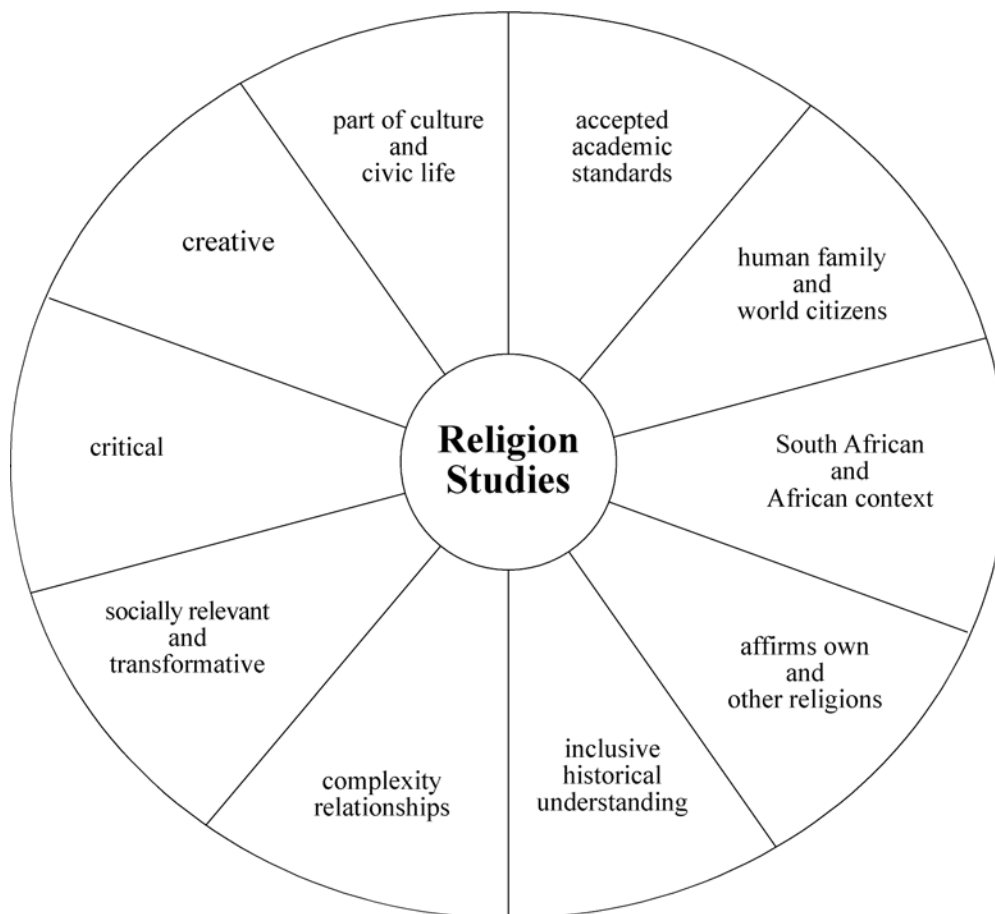 part of culture
and
civic life
accepted
academic
standards
human family
and
world citizens
South African
and
African context
affirms own
and
other religions
inclusive
historical
understanding
complexity
relationships
socially relevant
and
transformative
critical
creative
Religion
Studies